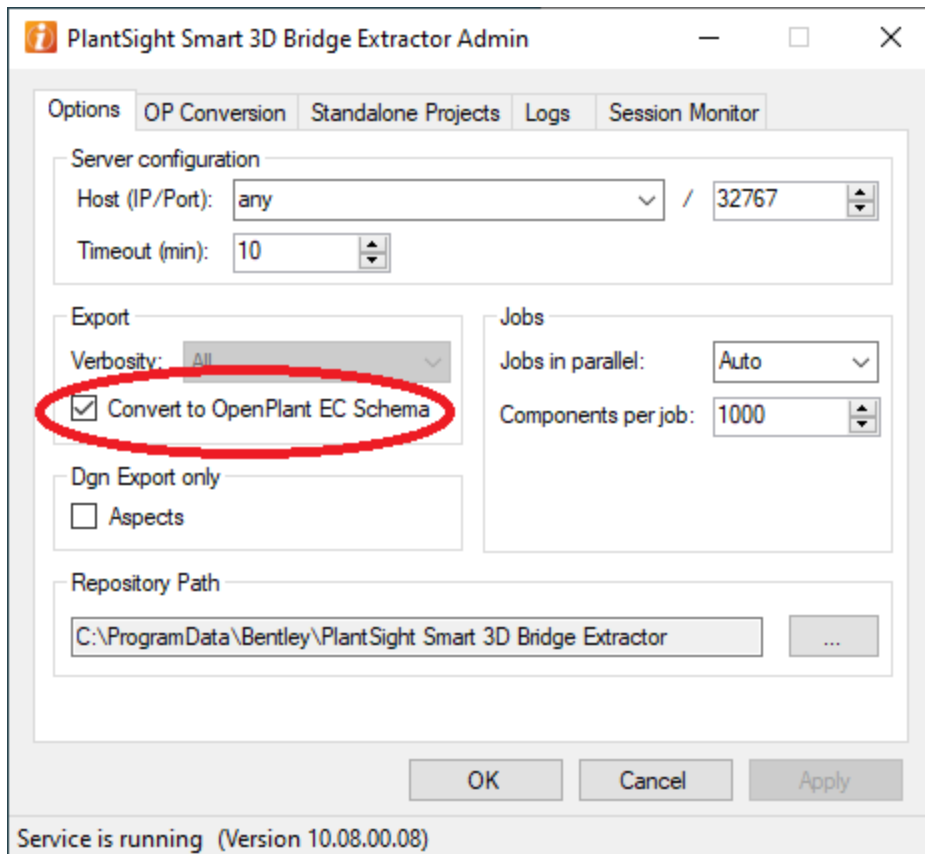 PlantSight Smart 3D Bridge Extractor Admin
Options OP Conversion Standalone Projects Logs Session Monitor
Server configuration
Host (IP/Port): any / 32767
Timeout (min): 10
Export Jobs
Verbosity: All Jobs in parallel: Auto
Convert to OpenPlant EC Schema Components per job: 1000
Dgn Export only
Aspects
Repository Path
C:\ProgramData\Bentley\PlantSight Smart 3D Bridge Extractor ...
OK Cancel Apply
Service is running (Version 10.08.00.08)